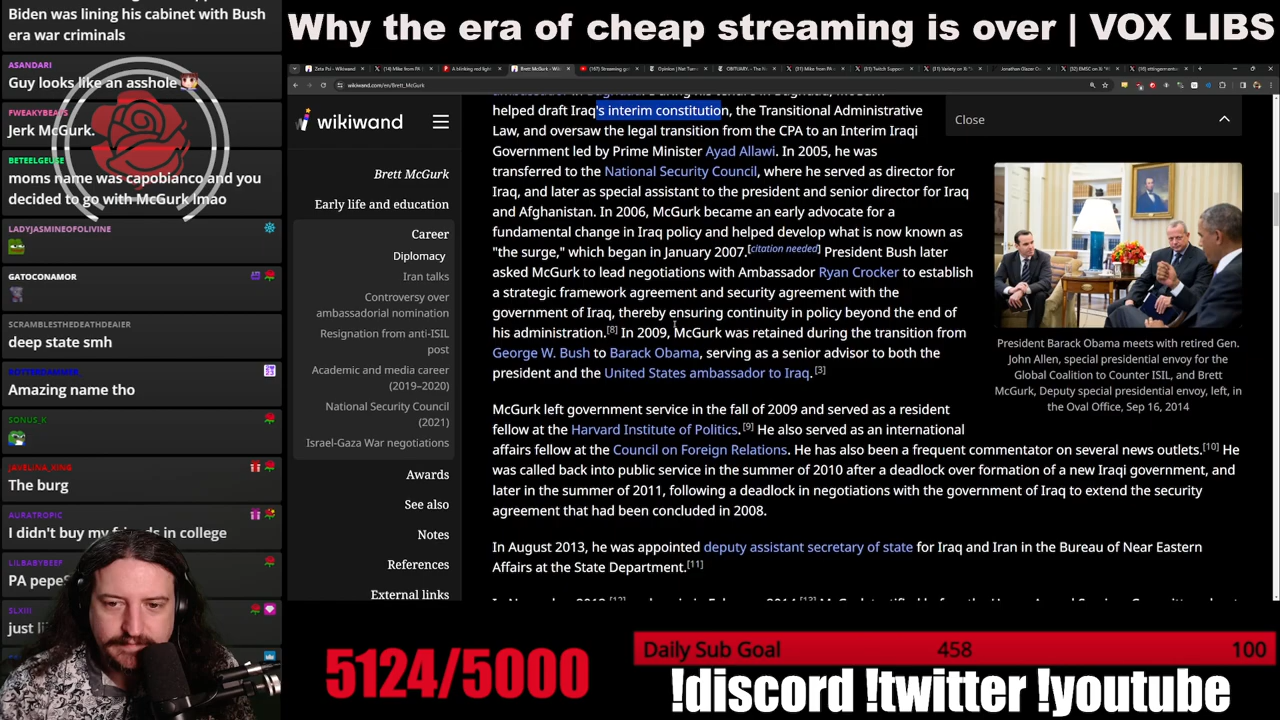 Biden was lining his cabinet with Bush
era war criminals
ASANDARI
Guy looks like an asshole
FWEAKYBEATS
Jerk McGurk.
BETEELGEUSE
moms name was capobianco and you
decided to go with McGurk lmao
LADYJASMINEOFOLIVINE
GATOCONAMOR
SCRAMBLESTHEDEATHDEAIER
deep state smh
Amazing name tho
SONUS_K
JAVELINA_KING
The burg
AURATROPIC
I didn't buy my friends in college
LILBABYBEEF
PA pepeS
SLXIII
just li
Why the era of cheap streaming is over | VOX LIBS
wikiwand.com/en/Brett_McGurk
wikiwand
Brett McGurk
Early life and education
Career
Diplomacy
Iran talks
Controversy over
ambassadorial nomination
Resignation from anti-ISIL
post
Academic and media career
(2019–2020)
National Security Council
(2021)
Israel-Gaza War negotiations
Awards
See also
Notes
References
External links
helped draft Iraq's interim constitution, the Transitional Administrative
Law, and oversaw the legal transition from the CPA to an Interim Iraqi
Government led by Prime Minister Ayad Allawi. In 2005, he was
transferred to the National Security Council, where he served as director for
Iraq, and later as special assistant to the president and senior director for Iraq
and Afghanistan. In 2006, McGurk became an early advocate for a
fundamental change in Iraq policy and helped develop what is now known as
"the surge," which began in January 2007.[citation needed] President Bush later
asked McGurk to lead negotiations with Ambassador Ryan Crocker to establish
a strategic framework agreement and security agreement with the
government of Iraq, thereby ensuring continuity in policy beyond the end of
his administration.[8] In 2009, McGurk was retained during the transition from
George W. Bush to Barack Obama, serving as a senior advisor to both the
president and the United States ambassador to Iraq.[3]
McGurk left government service in the fall of 2009 and served as a resident
fellow at the Harvard Institute of Politics.[9] He also served as an international
affairs fellow at the Council on Foreign Relations. He has also been a frequent commentator on several news outlets.[10] He
was called back into public service in the summer of 2010 after a deadlock over formation of a new Iraqi government, and
later in the summer of 2011, following a deadlock in negotiations with the government of Iraq to extend the security
agreement that had been concluded in 2008.
In August 2013, he was appointed deputy assistant secretary of state for Iraq and Iran in the Bureau of Near Eastern
Affairs at the State Department.[11]
Close
President Barack Obama meets with retired Gen.
John Allen, special presidential envoy for the
Global Coalition to Counter ISIL, and Brett
McGurk, Deputy special presidential envoy, left, in
the Oval Office, Sep 16, 2014
5124/5000
Daily Sub Goal 458 100
!discord !twitter !youtube